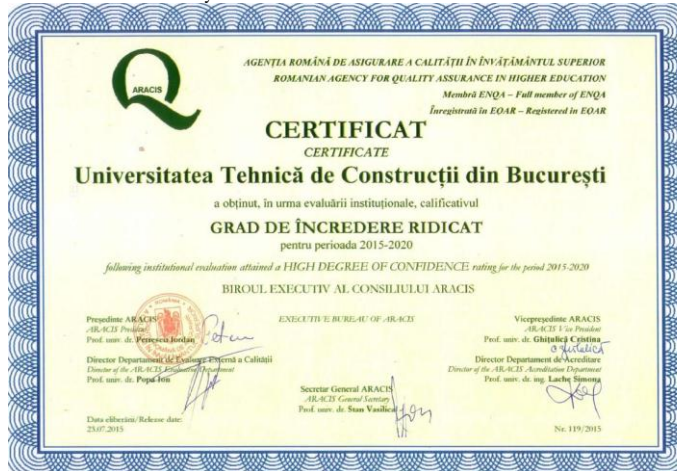 ARACIS
AGENȚIA ROMÂNĂ DE ASIGURARE A CALITĂȚII ÎN ÎNVĂȚĂMÂNTUL SUPERIOR
ROMANIAN AGENCY FOR QUALITY ASSURANCE IN HIGHER EDUCATION
Membră ENQA – Full member of ENQA
Înregistrată în EQAR – Registered in EQAR
CERTIFICAT
CERTIFICATE
Universitatea Tehnică de Construcții din București
a obținut, în urma evaluării instituționale, calificativul
GRAD DE ÎNCREDERE RIDICAT
pentru perioada 2015-2020
following institutional evaluation attained a HIGH DEGREE OF CONFIDENCE rating for the period 2015-2020
BIROUL EXECUTIV AL CONSILIULUI ARACIS
EXECUTIVE BUREAU OF ARACIS
Președinte ARACIS
ARACIS President
Prof. univ. dr. Petrescu Iordan
Vicepreședinte ARACIS
ARACIS Vice President
Prof. univ. dr. Ghițulică Cristina
Director Departament de Evaluare Externă a Calității
Director of the ARACIS Evaluation Department
Prof. univ. dr. Popa Ion
Director Departament de Acreditare
Director of the ARACIS Accreditation Department
Prof. univ. dr. ing. Lache Simona
Secretar General ARACIS
ARACIS General Secretary
Prof. univ. dr. Stan Vasilica
Data eliberării/Release date:
23.07.2015
Nr. 119/2015